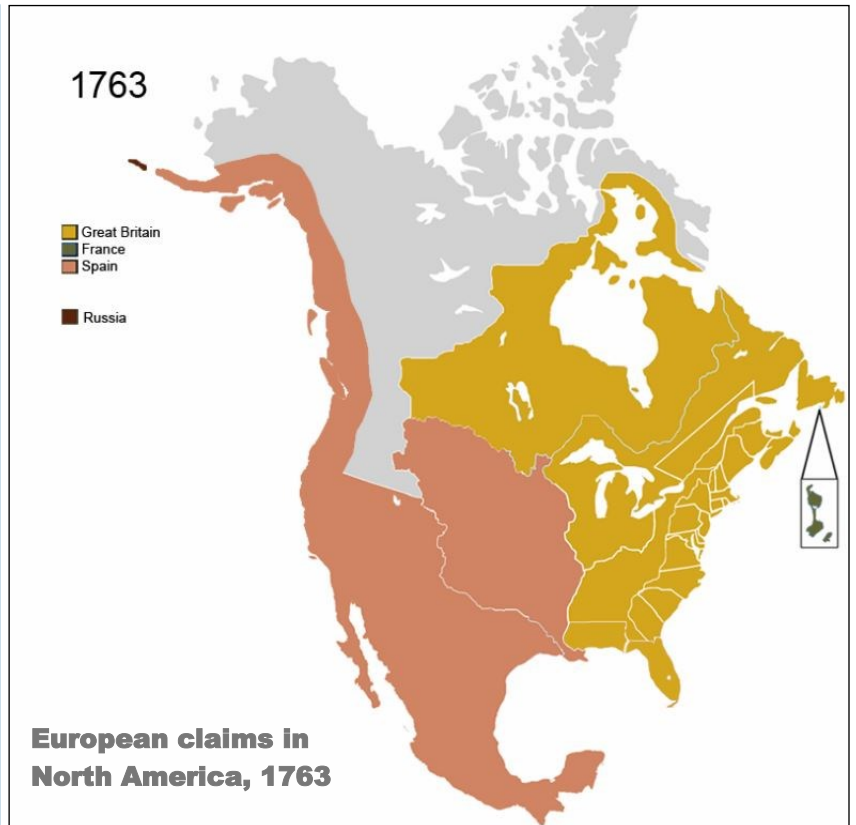 1763
Great Britain
France
Spain
Russia
European claims in
North America, 1763